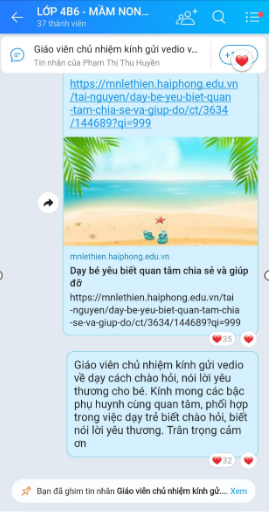 LỚP 4B6 - MẦM NON...
37 thành viên
Giáo viên chủ nhiệm kính gửi vedio v...
Tin nhắn của Phạm Thị Thu Huyền
https://mnlethien.haiphong.edu.vn
/tai-nguyen/day-be-yeu-biet-quan
-tam-chia-se-va-giup-do/ct/3634
/144689?qi=999
mnlethien.haiphong.edu.vn
Dạy bé yêu biết quan tâm chia sẻ và giúp
đỡ
https://mnlethien.haiphong.edu.vn/tai
-nguyen/day-be-yeu-biet-quan-tam-chia
-se-va-giup-do/ct/3634/144689?qi=999
35
Giáo viên chủ nhiệm kính gửi vedio
về dạy cách chào hỏi, nói lời yêu
thương cho bé. Kính mong các bậc
phụ huynh cùng quan tâm, phối hợp
trong việc dạy trẻ biết chào hỏi, biết
nói lời yêu thương. Trân trọng cảm
ơn
32
Bạn đã ghim tin nhắn Giáo viên chủ nhiệm kính gử.... Xem